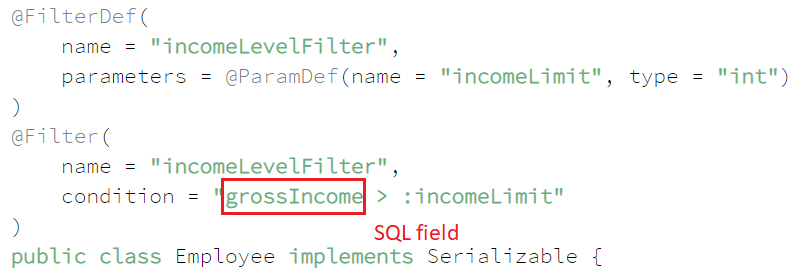 @FilterDef(
    name = "incomeLevelFilter",
    parameters = @ParamDef(name = "incomeLimit", type = "int")
)
@Filter(
    name = "incomeLevelFilter",
    condition = "grossIncome > :incomeLimit"
)
SQL field
public class Employee implements Serializable {